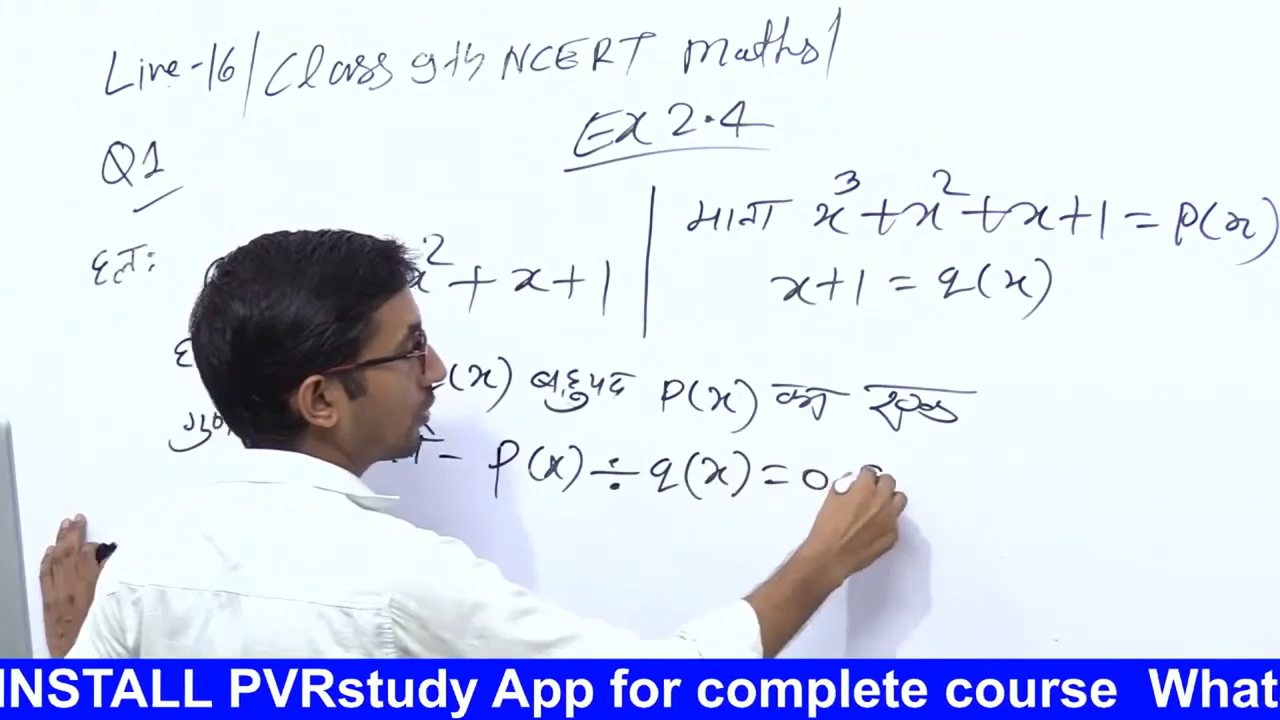 Live-16/Class 9th NCERT Maths/
Ex 2.4
Q1
हल:
x² + x + 1
माना x³ + x² + x + 1 = P(x)
x + 1 = q(x)
(x) बहुपद P(x) का
P(x) ÷ q(x) = 0
INSTALL PVRstudy App for complete course What